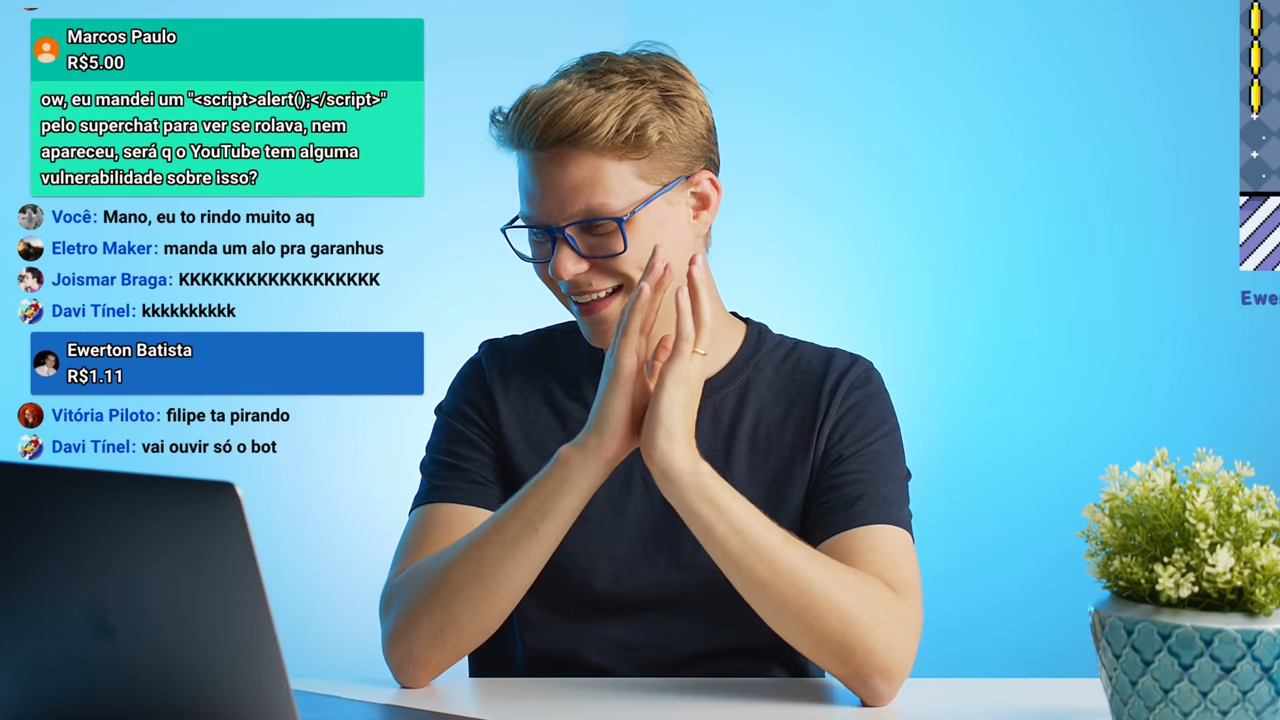 Marcos Paulo
R$5.00
ow, eu mandei um "<script>alert();</script>"
pelo superchat para ver se rolava, nem
apareceu, será q o YouTube tem alguma
vulnerabilidade sobre isso?
Você: Mano, eu to rindo muito aq
Eletro Maker: manda um alo pra garanhus
Joismar Braga: KKKKKKKKKKKKKKKKKK
Davi Tínel: kkkkkkkkkk
Ewerton Batista
R$1.11
Vitória Piloto: filipe ta pirando
Davi Tínel: vai ouvir só o bot
Ewe